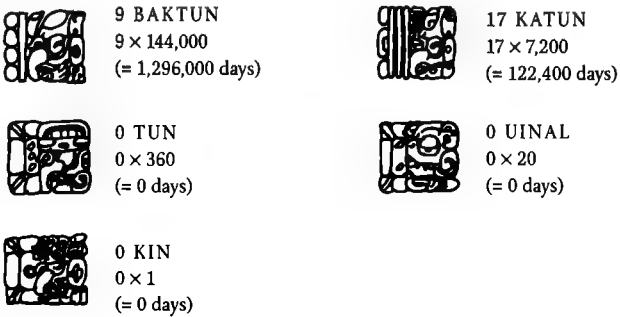 9 BAKTUN
9 × 144,000
(= 1,296,000 days)
17 KATUN
17 × 7,200
(= 122,400 days)
0 TUN
0 × 360
(= 0 days)
0 UINAL
0 × 20
(= 0 days)
0 KIN
0 × 1
(= 0 days)